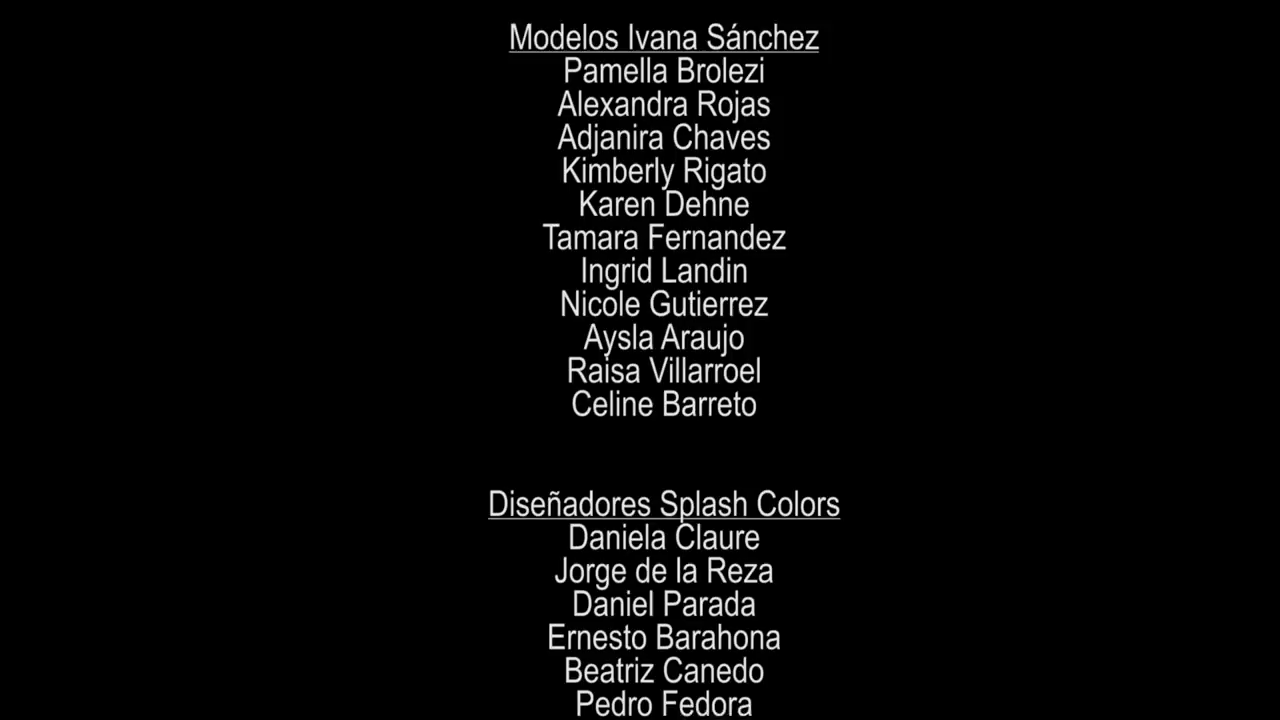 Modelos Ivana Sánchez
Pamella Brolezi
Alexandra Rojas
Adjanira Chaves
Kimberly Rigato
Karen Dehne
Tamara Fernandez
Ingrid Landin
Nicole Gutierrez
Aysla Araujo
Raisa Villarroel
Celine Barreto
Diseñadores Splash Colors
Daniela Claure
Jorge de la Reza
Daniel Parada
Ernesto Barahona
Beatriz Canedo
Pedro Fedora